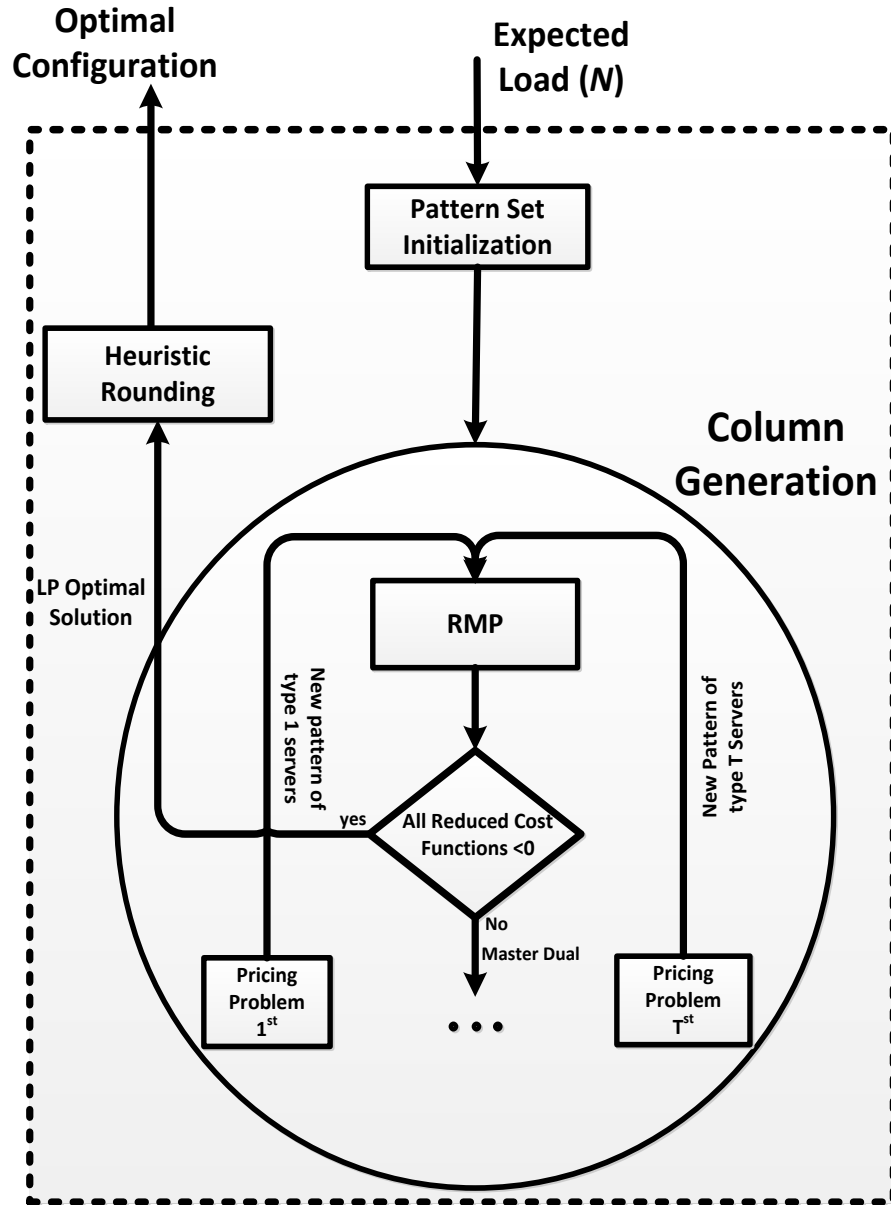 Optimal
Configuration
Expected
Load (N)
Pattern Set
Initialization
Heuristic
Rounding
Column
Generation
LP Optimal
Solution
RMP
New pattern of
type 1 servers
New Pattern of
type T Servers
yes
All Reduced Cost
Functions <0
No
Master Dual
Pricing
Problem
1st
...
Pricing
Problem
Tst